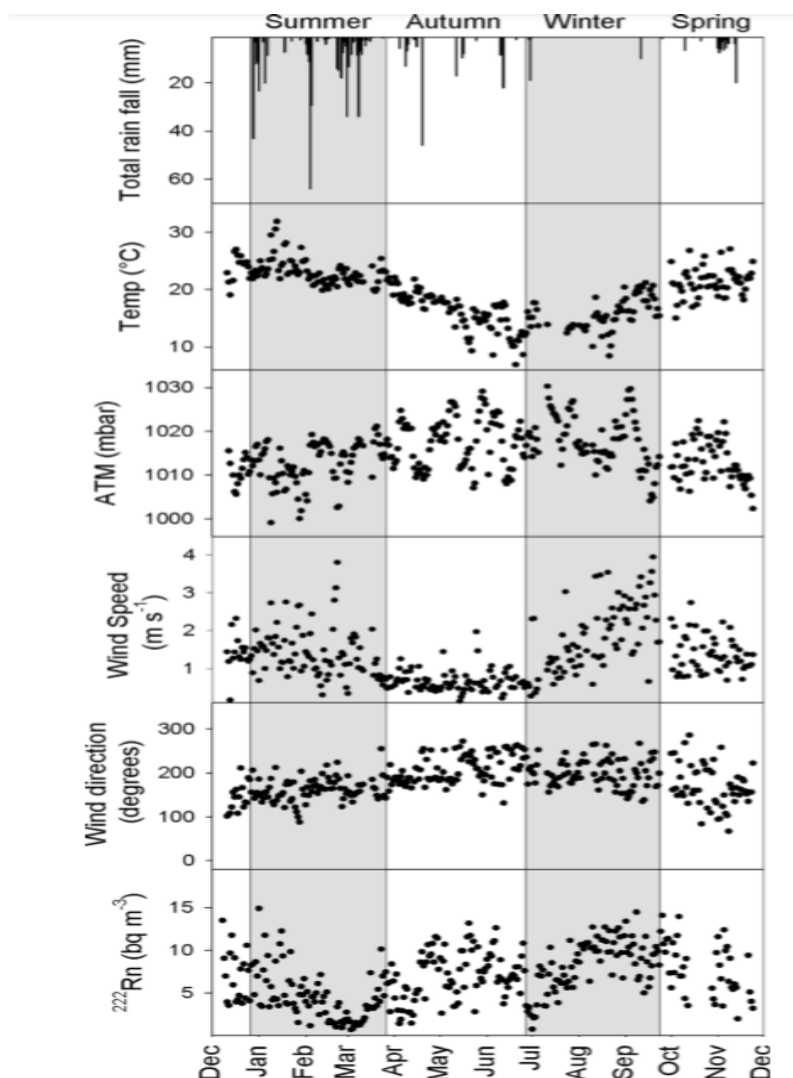 Summer Autumn Winter Spring
Total rain fall (mm)
20
40
60
Temp (°C)
30
20
10
ATM (mbar)
1030
1020
1010
1000
Wind Speed
(m s⁻¹)
4
3
2
1
Wind direction
(degrees)
300
200
100
0
²²²Rn (bq m⁻³)
15
10
5
Dec Jan Feb Mar Apr May Jun Jul Aug Sep Oct Nov Dec